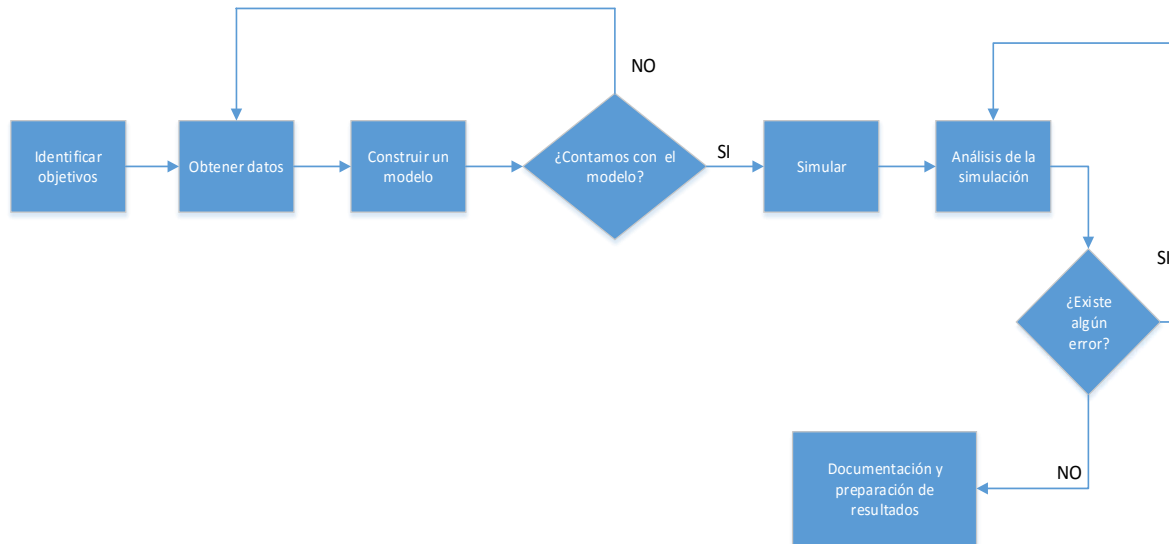 NO
Identificar
objetivos
Obtener datos
Construir un
modelo
¿Contamos con el
modelo?
SI
Simular
Análisis de la
simulación
SI
¿Existe
algún
error?
NO
Documentación y
preparación de
resultados